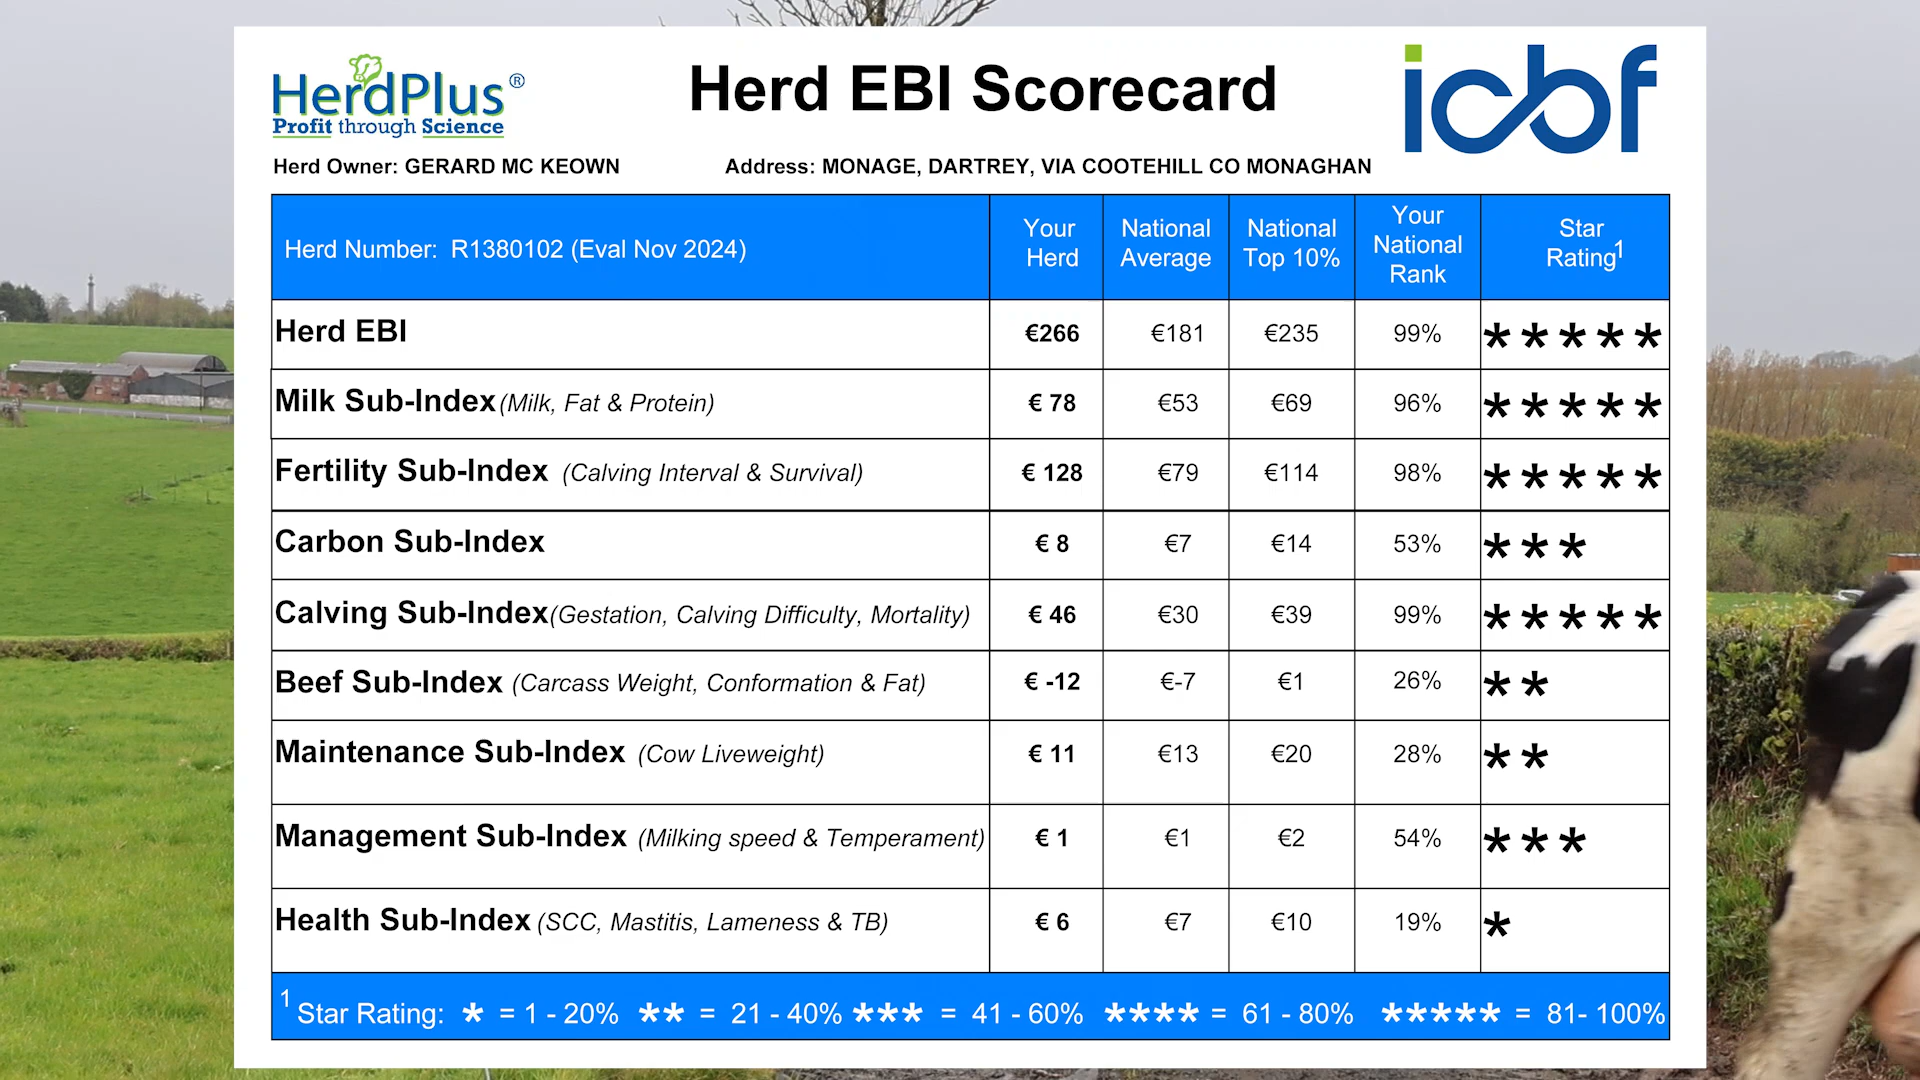 HerdPlus®
Profit through Science
Herd EBI Scorecard
icbf
Herd Owner: GERARD MC KEOWN
Address: MONAGE, DARTREY, VIA COOTEHILL CO MONAGHAN
Herd Number: R1380102 (Eval Nov 2024)
Your Herd
National Average
National Top 10%
Your National Rank
Star Rating1
Herd EBI €266 €181 €235 99% *****
Milk Sub-Index (Milk, Fat & Protein) € 78 €53 €69 96% *****
Fertility Sub-Index (Calving Interval & Survival) € 128 €79 €114 98% *****
Carbon Sub-Index € 8 €7 €14 53% ***
Calving Sub-Index (Gestation, Calving Difficulty, Mortality) € 46 €30 €39 99% *****
Beef Sub-Index (Carcass Weight, Conformation & Fat) € -12 €-7 €1 26% **
Maintenance Sub-Index (Cow Liveweight) € 11 €13 €20 28% **
Management Sub-Index (Milking speed & Temperament) € 1 €1 €2 54% ***
Health Sub-Index (SCC, Mastitis, Lameness & TB) € 6 €7 €10 19% *
1 Star Rating: * = 1 - 20% ** = 21 - 40% *** = 41 - 60% **** = 61 - 80% ***** = 81- 100%